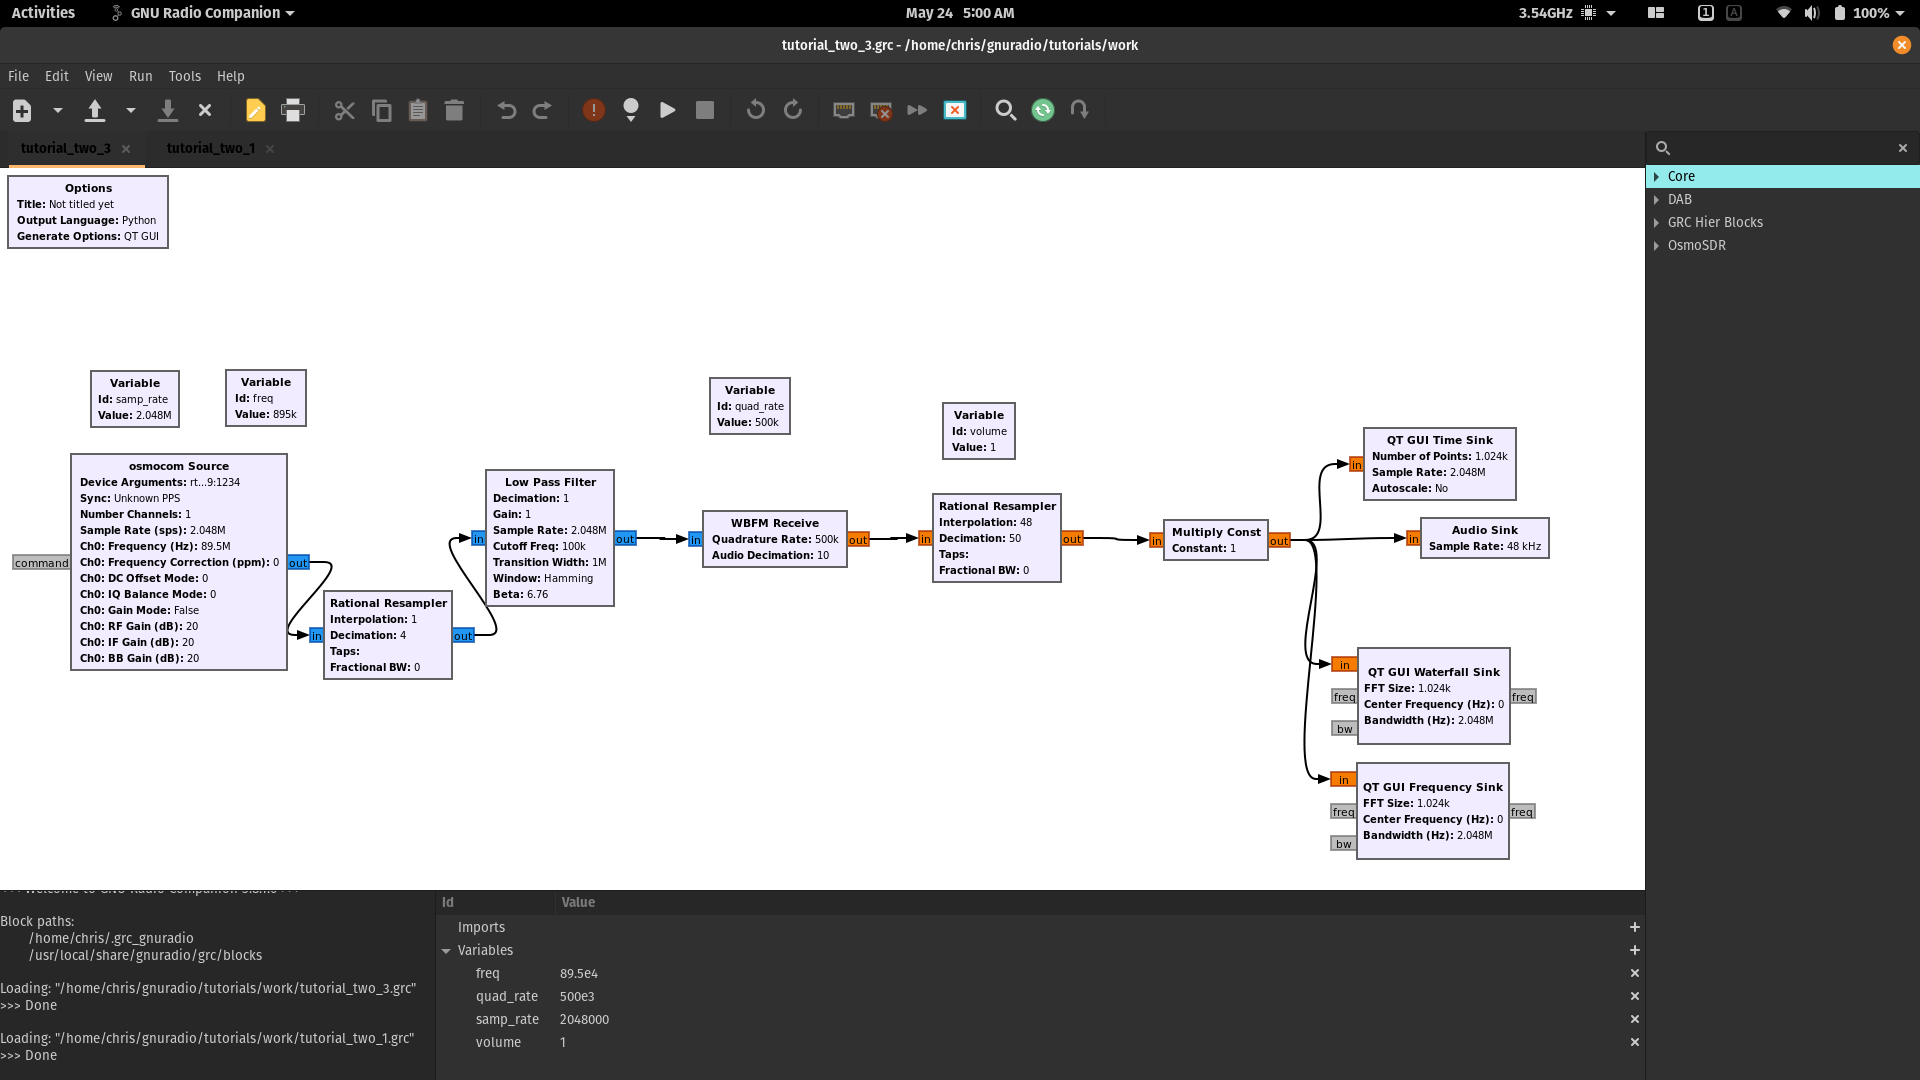 Activities
GNU Radio Companion
May 24 5:00 AM
3.54GHz
1
A
100%
tutorial_two_3.grc - /home/chris/gnuradio/tutorials/work
File Edit View Run Tools Help
tutorial_two_3
tutorial_two_1
Options
Title: Not titled yet
Output Language: Python
Generate Options: QT GUI
Variable
Id: samp_rate
Value: 2.048M
Variable
Id: freq
Value: 895k
osmocom Source
Device Arguments: rt...9:1234
Sync: Unknown PPS
Number Channels: 1
Sample Rate (sps): 2.048M
Ch0: Frequency (Hz): 89.5M
Ch0: Frequency Correction (ppm): 0
Ch0: DC Offset Mode: 0
Ch0: IQ Balance Mode: 0
Ch0: Gain Mode: False
Ch0: RF Gain (dB): 20
Ch0: IF Gain (dB): 20
Ch0: BB Gain (dB): 20
command
out
in
Rational Resampler
Interpolation: 1
Decimation: 4
Taps:
Fractional BW: 0
out
in
Low Pass Filter
Decimation: 1
Gain: 1
Sample Rate: 2.048M
Cutoff Freq: 100k
Transition Width: 1M
Window: Hamming
Beta: 6.76
out
Variable
Id: quad_rate
Value: 500k
in
WBFM Receive
Quadrature Rate: 500k
Audio Decimation: 10
out
Variable
Id: volume
Value: 1
in
Rational Resampler
Interpolation: 48
Decimation: 50
Taps:
Fractional BW: 0
out
in
Multiply Const
Constant: 1
out
in
QT GUI Time Sink
Number of Points: 1.024k
Sample Rate: 2.048M
Autoscale: No
in
Audio Sink
Sample Rate: 48 kHz
in
freq
bw
QT GUI Waterfall Sink
FFT Size: 1.024k
Center Frequency (Hz): 0
Bandwidth (Hz): 2.048M
freq
in
freq
bw
QT GUI Frequency Sink
FFT Size: 1.024k
Center Frequency (Hz): 0
Bandwidth (Hz): 2.048M
freq
Core
DAB
GRC Hier Blocks
OsmoSDR
Block paths:
/home/chris/.grc_gnuradio
/usr/local/share/gnuradio/grc/blocks
Loading: "/home/chris/gnuradio/tutorials/work/tutorial_two_3.grc"
>>> Done
Loading: "/home/chris/gnuradio/tutorials/work/tutorial_two_1.grc"
>>> Done
Id Value
Imports
Variables
freq 89.5e4
quad_rate 500e3
samp_rate 2048000
volume 1